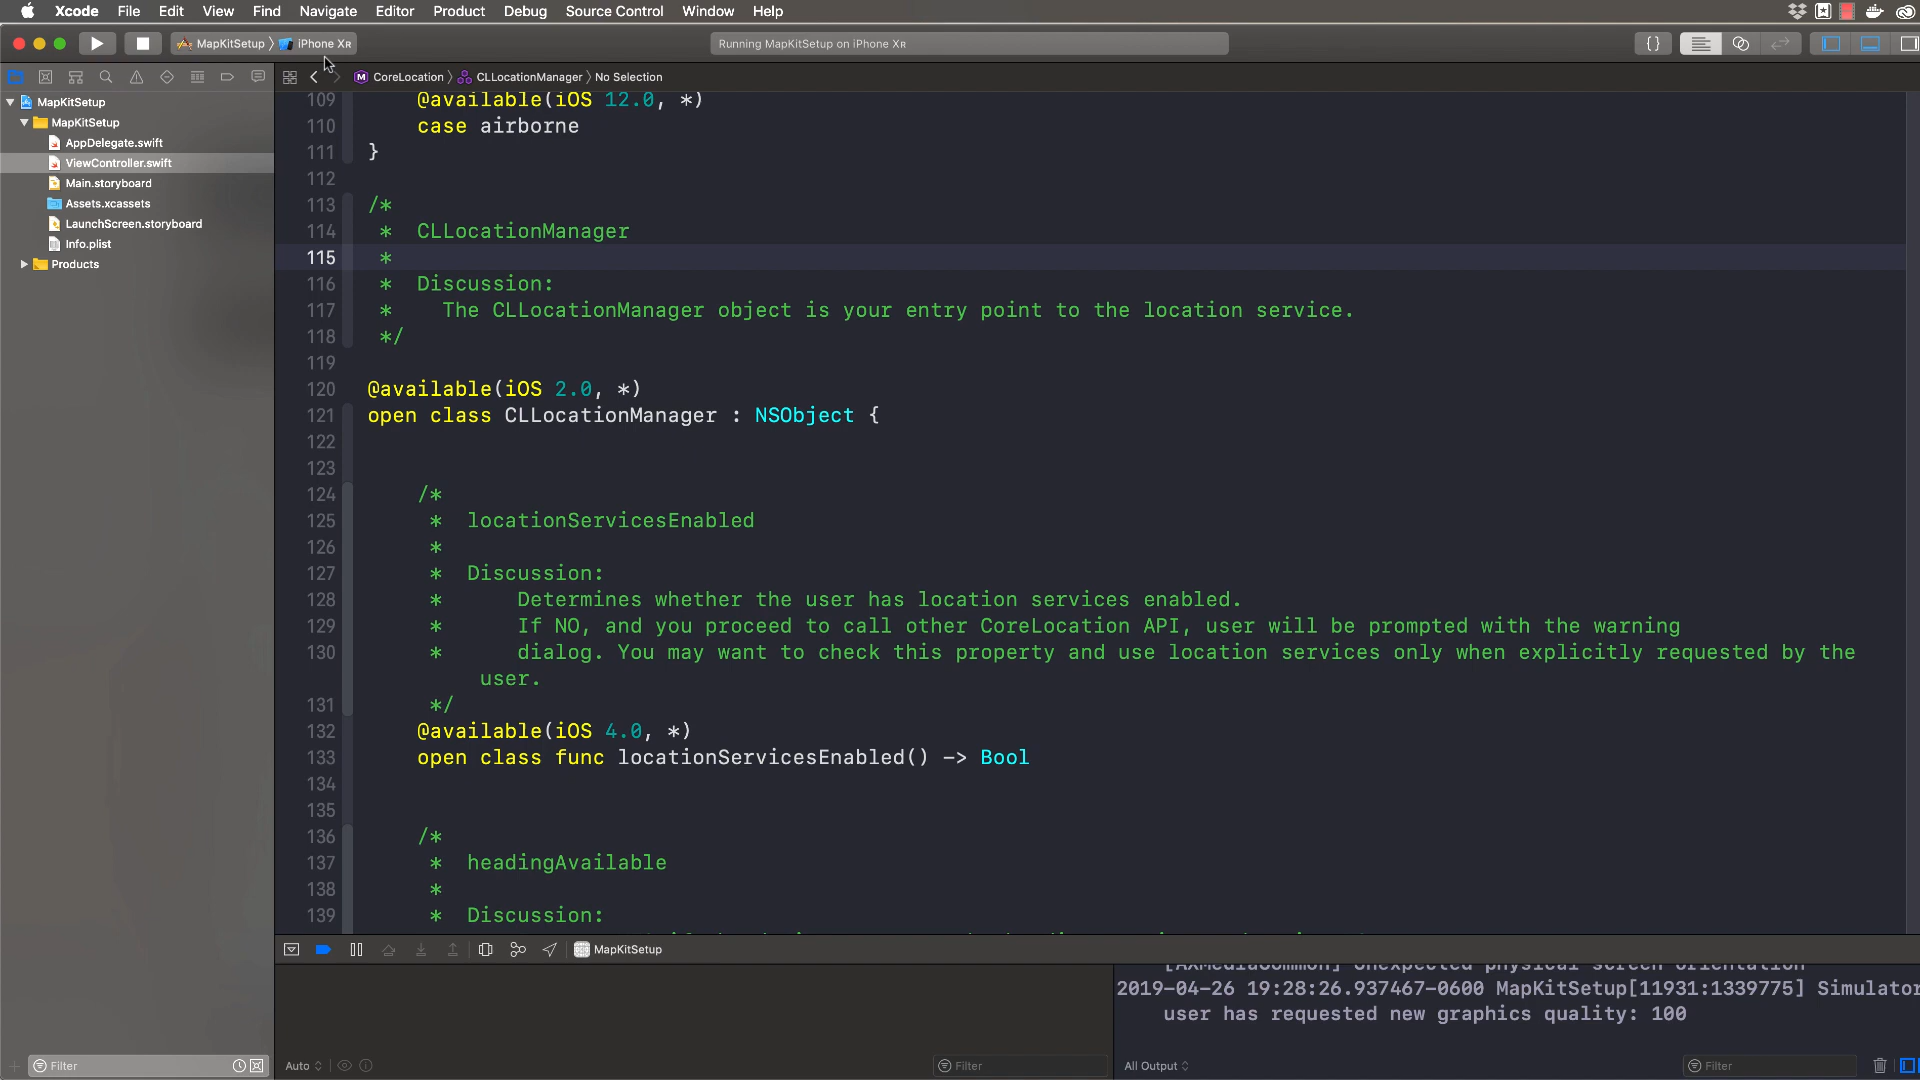 Xcode File Edit View Find Navigate Editor Product Debug Source Control Window Help
MapKitSetup iPhone XR
Running MapKitSetup on iPhone XR
{}
CoreLocation CLLocationManager No Selection
MapKitSetup
MapKitSetup
AppDelegate.swift
ViewController.swift
Main.storyboard
Assets.xcassets
LaunchScreen.storyboard
Info.plist
Products
109 @available(iOS 12.0, *)
110 case airborne
111 }
112
113 /*
114 * CLLocationManager
115 *
116 * Discussion:
117 * The CLLocationManager object is your entry point to the location service.
118 */
119
120 @available(iOS 2.0, *)
121 open class CLLocationManager : NSObject {
122
123
124 /*
125 * locationServicesEnabled
126 *
127 * Discussion:
128 * Determines whether the user has location services enabled.
129 * If NO, and you proceed to call other CoreLocation API, user will be prompted with the warning
130 * dialog. You may want to check this property and use location services only when explicitly requested by the
user.
131 */
132 @available(iOS 4.0, *)
133 open class func locationServicesEnabled() -> Bool
134
135
136 /*
137 * headingAvailable
138 *
139 * Discussion:
MapKitSetup
[AXMediaCommon] Unexpected physical screen orientation
2019-04-26 19:28:26.937467-0600 MapKitSetup[11931:1339775] Simulator
user has requested new graphics quality: 100
Filter
Auto
Filter
All Output
Filter